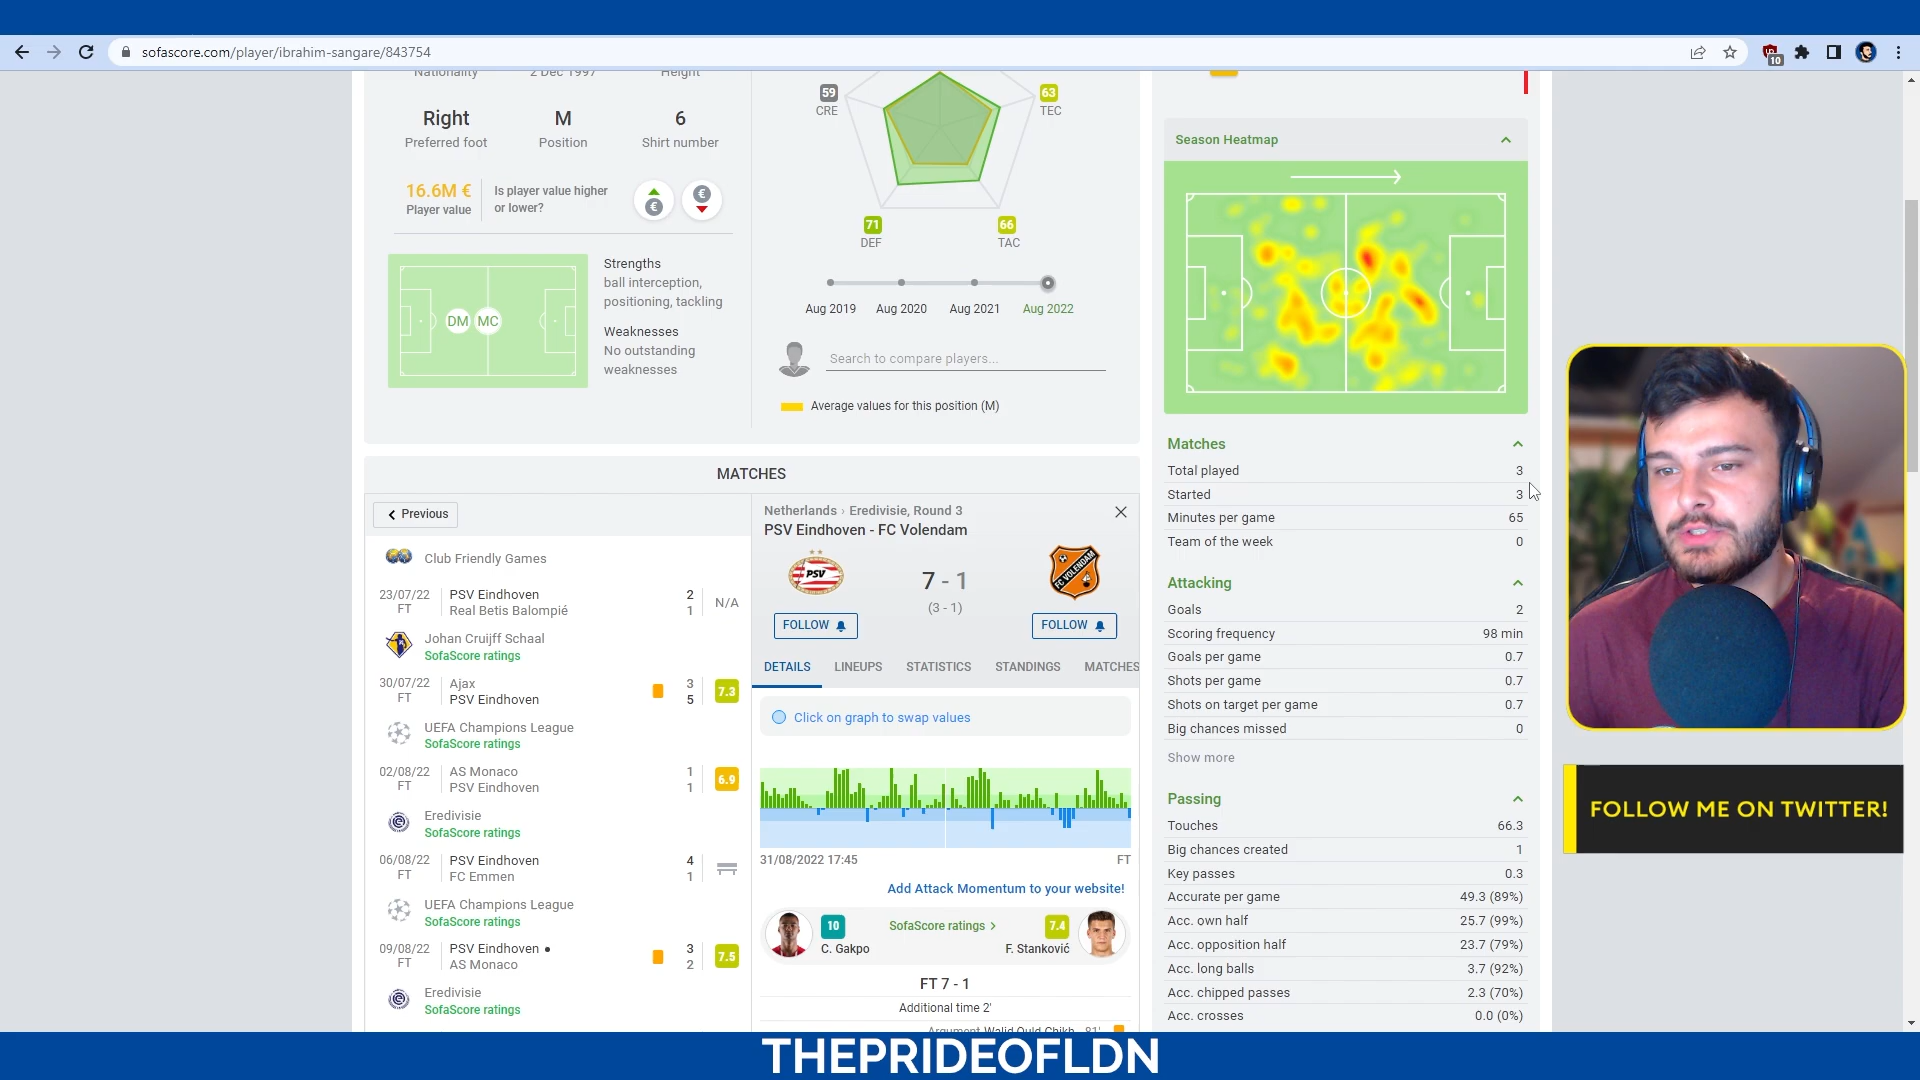 sofascore.com/player/ibrahim-sangare/843754
10
Nationality
2 Dec 1997
Height
Right
Preferred foot
M
Position
6
Shirt number
16.6M €
Player value
Is player value higher
or lower?
€
€
DM
MC
Strengths
ball interception,
positioning, tackling
Weaknesses
No outstanding
weaknesses
59
CRE
63
TEC
71
DEF
66
TAC
Aug 2019
Aug 2020
Aug 2021
Aug 2022
Search to compare players...
Average values for this position (M)
MATCHES
Previous
Club Friendly Games
23/07/22
FT
PSV Eindhoven
Real Betis Balompié
2
1
N/A
Johan Cruijff Schaal
SofaScore ratings
30/07/22
FT
Ajax
PSV Eindhoven
3
5
7.3
UEFA Champions League
SofaScore ratings
02/08/22
FT
AS Monaco
PSV Eindhoven
1
1
6.9
Eredivisie
SofaScore ratings
06/08/22
FT
PSV Eindhoven
FC Emmen
4
1
UEFA Champions League
SofaScore ratings
09/08/22
FT
PSV Eindhoven
AS Monaco
3
2
7.5
Eredivisie
SofaScore ratings
Netherlands › Eredivisie, Round 3
PSV Eindhoven - FC Volendam
PSV
FC VOLENDAM
7 - 1
(3 - 1)
FOLLOW
FOLLOW
DETAILS
LINEUPS
STATISTICS
STANDINGS
MATCHES
Click on graph to swap values
31/08/2022 17:45
FT
Add Attack Momentum to your website!
10
C. Gakpo
SofaScore ratings >
7.4
F. Stanković
FT 7 - 1
Additional time 2'
Argument Walid Ould Chikh 81'
Season Heatmap
Matches
Total played 3
Started 3
Minutes per game 65
Team of the week 0
Attacking
Goals 2
Scoring frequency 98 min
Goals per game 0.7
Shots per game 0.7
Shots on target per game 0.7
Big chances missed 0
Show more
Passing
Touches 66.3
Big chances created 1
Key passes 0.3
Accurate per game 49.3 (89%)
Acc. own half 25.7 (99%)
Acc. opposition half 23.7 (79%)
Acc. long balls 3.7 (92%)
Acc. chipped passes 2.3 (70%)
Acc. crosses 0.0 (0%)
FOLLOW ME ON TWITTER!
THEPRIDEOFLDN